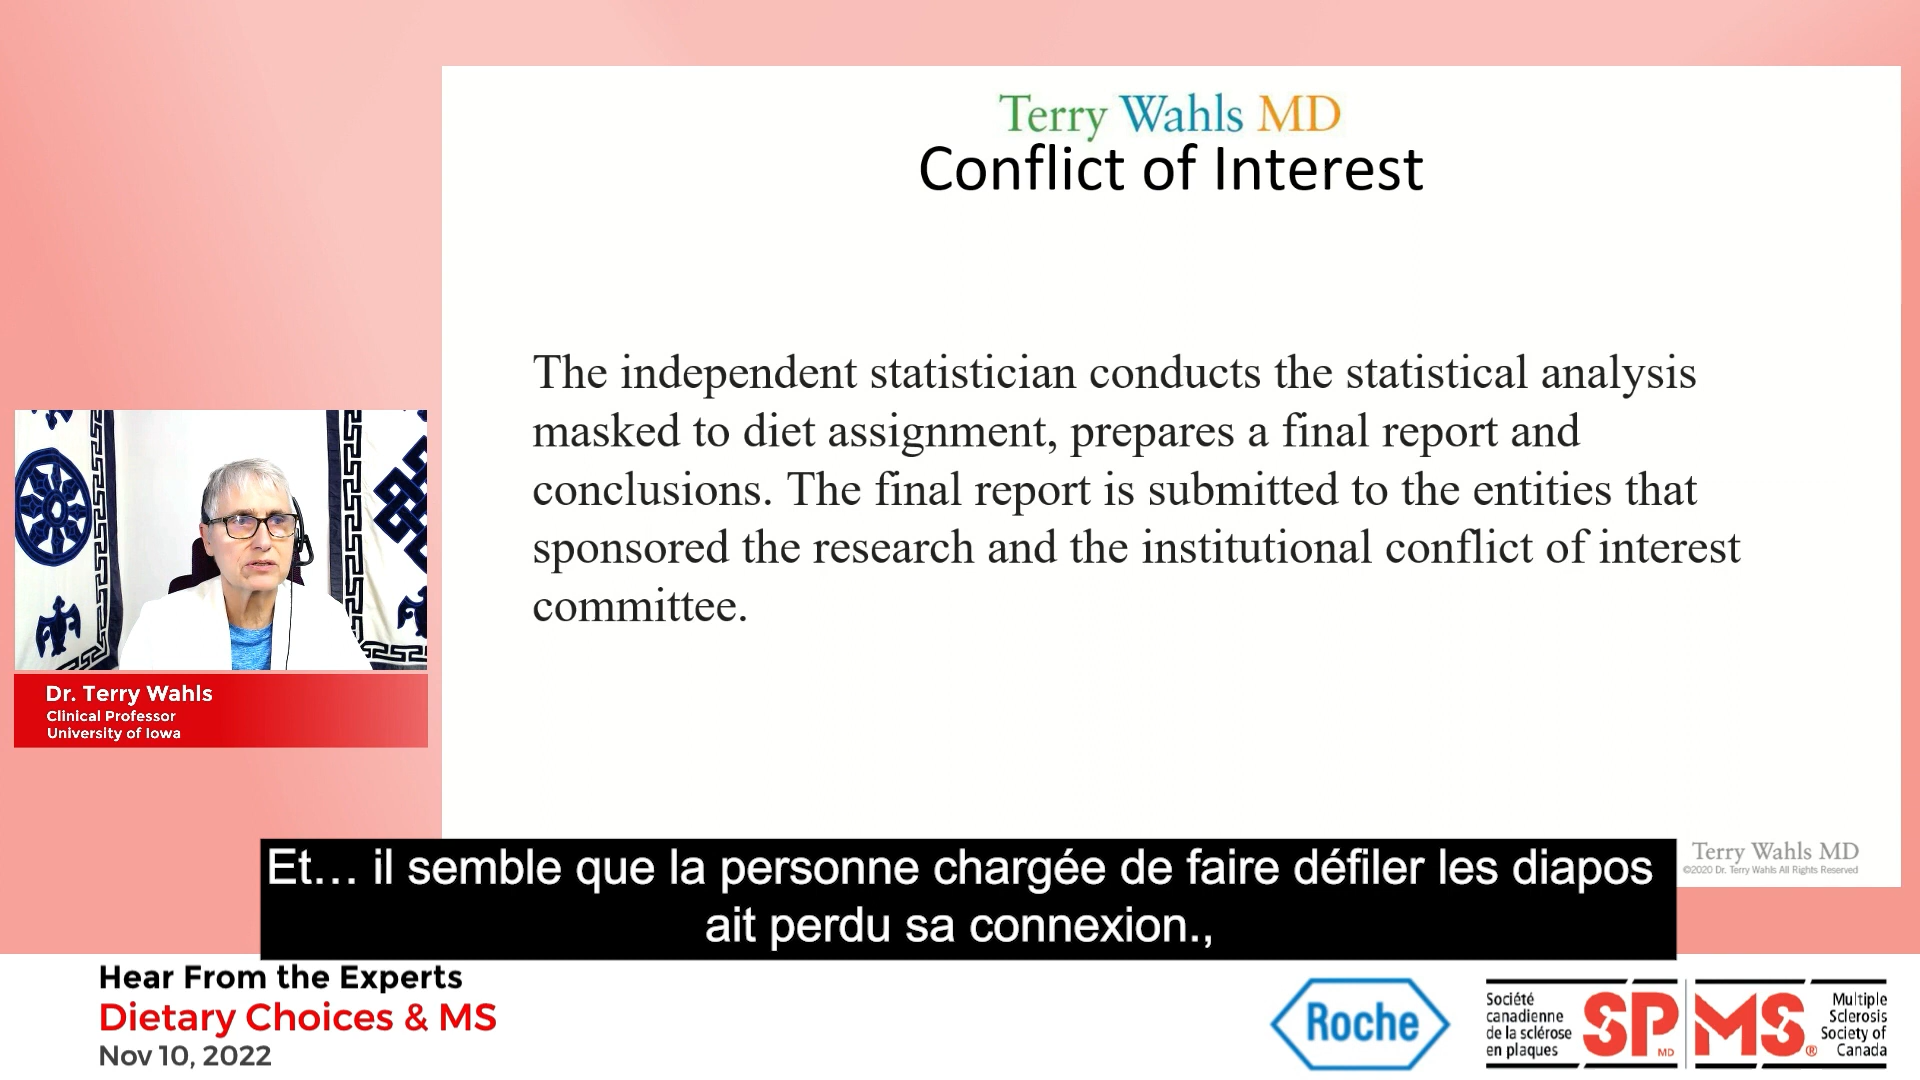 Terry Wahls MD
Conflict of Interest
The independent statistician conducts the statistical analysis
masked to diet assignment, prepares a final report and
conclusions. The final report is submitted to the entities that
sponsored the research and the institutional conflict of interest
committee.
Dr. Terry Wahls
Clinical Professor
University of Iowa
Terry Wahls MD
©2020 Dr. Terry Wahls All Rights Reserved
Et… il semble que la personne chargée de faire défiler les diapos
ait perdu sa connexion.,
Hear From the Experts
Dietary Choices & MS
Nov 10, 2022
Roche
Société
canadienne
de la sclérose
en plaques
SP MD
MS ®
Multiple
Sclerosis
Society of
Canada